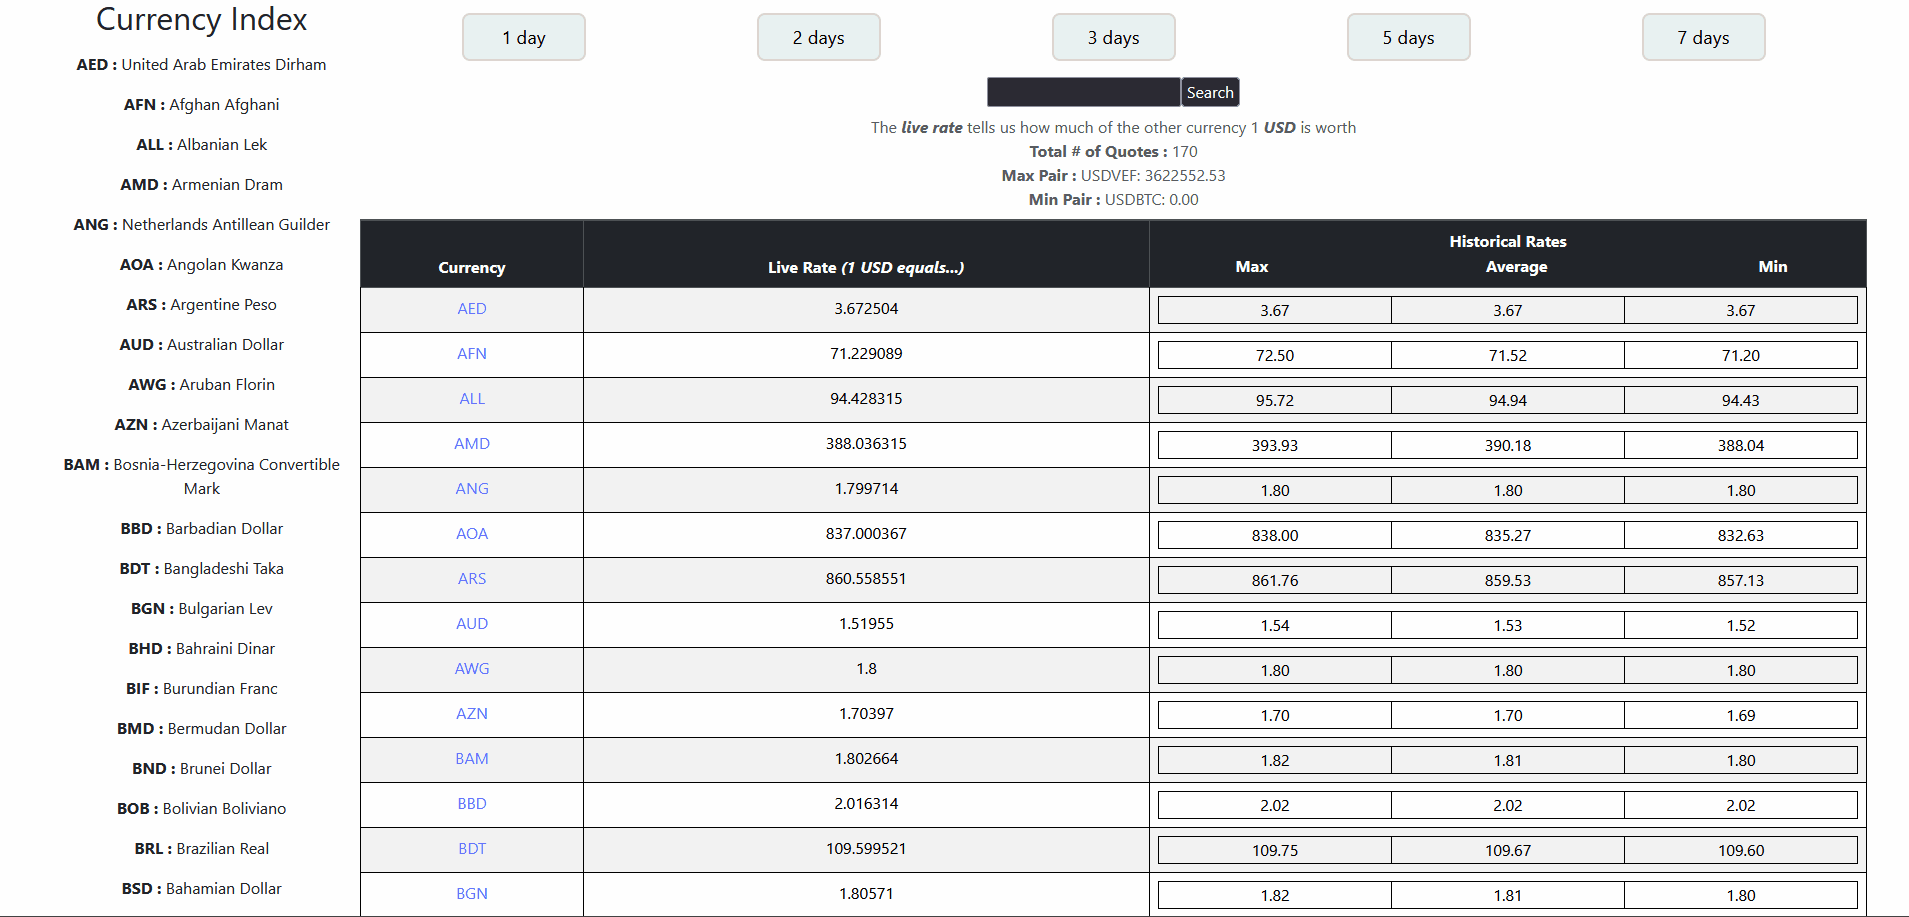 Currency Index
AED : United Arab Emirates Dirham
AFN : Afghan Afghani
ALL : Albanian Lek
AMD : Armenian Dram
ANG : Netherlands Antillean Guilder
AOA : Angolan Kwanza
ARS : Argentine Peso
AUD : Australian Dollar
AWG : Aruban Florin
AZN : Azerbaijani Manat
BAM : Bosnia-Herzegovina Convertible
Mark
BBD : Barbadian Dollar
BDT : Bangladeshi Taka
BGN : Bulgarian Lev
BHD : Bahraini Dinar
BIF : Burundian Franc
BMD : Bermudan Dollar
BND : Brunei Dollar
BOB : Bolivian Boliviano
BRL : Brazilian Real
BSD : Bahamian Dollar
1 day 2 days 3 days 5 days 7 days
Search
The live rate tells us how much of the other currency 1 USD is worth
Total # of Quotes : 170
Max Pair : USDVEF: 3622552.53
Min Pair : USDBTC: 0.00
Historical Rates
Currency Live Rate (1 USD equals...) Max Average Min
AED 3.672504 3.67 3.67 3.67
AFN 71.229089 72.50 71.52 71.20
ALL 94.428315 95.72 94.94 94.43
AMD 388.036315 393.93 390.18 388.04
ANG 1.799714 1.80 1.80 1.80
AOA 837.000367 838.00 835.27 832.63
ARS 860.558551 861.76 859.53 857.13
AUD 1.51955 1.54 1.53 1.52
AWG 1.8 1.80 1.80 1.80
AZN 1.70397 1.70 1.70 1.69
BAM 1.802664 1.82 1.81 1.80
BBD 2.016314 2.02 2.02 2.02
BDT 109.599521 109.75 109.67 109.60
BGN 1.80571 1.82 1.81 1.80